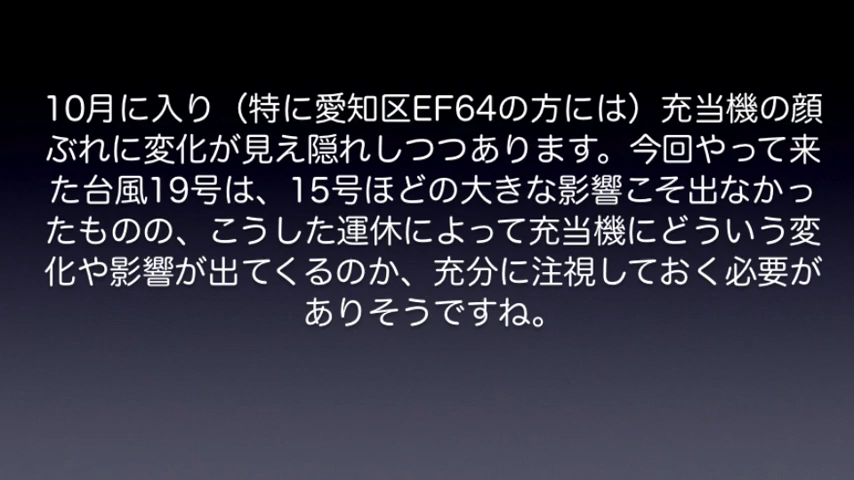 10月に入り（特に愛知区EF64の方には）充当機の顔
ぶれに変化が見え隠れしつつあります。今回やって来
た台風19号は、15号ほどの大きな影響こそ出なかっ
たものの、こうした運休によって充当機にどういう変
化や影響が出てくるのか、充分に注視しておく必要が
ありそうですね。